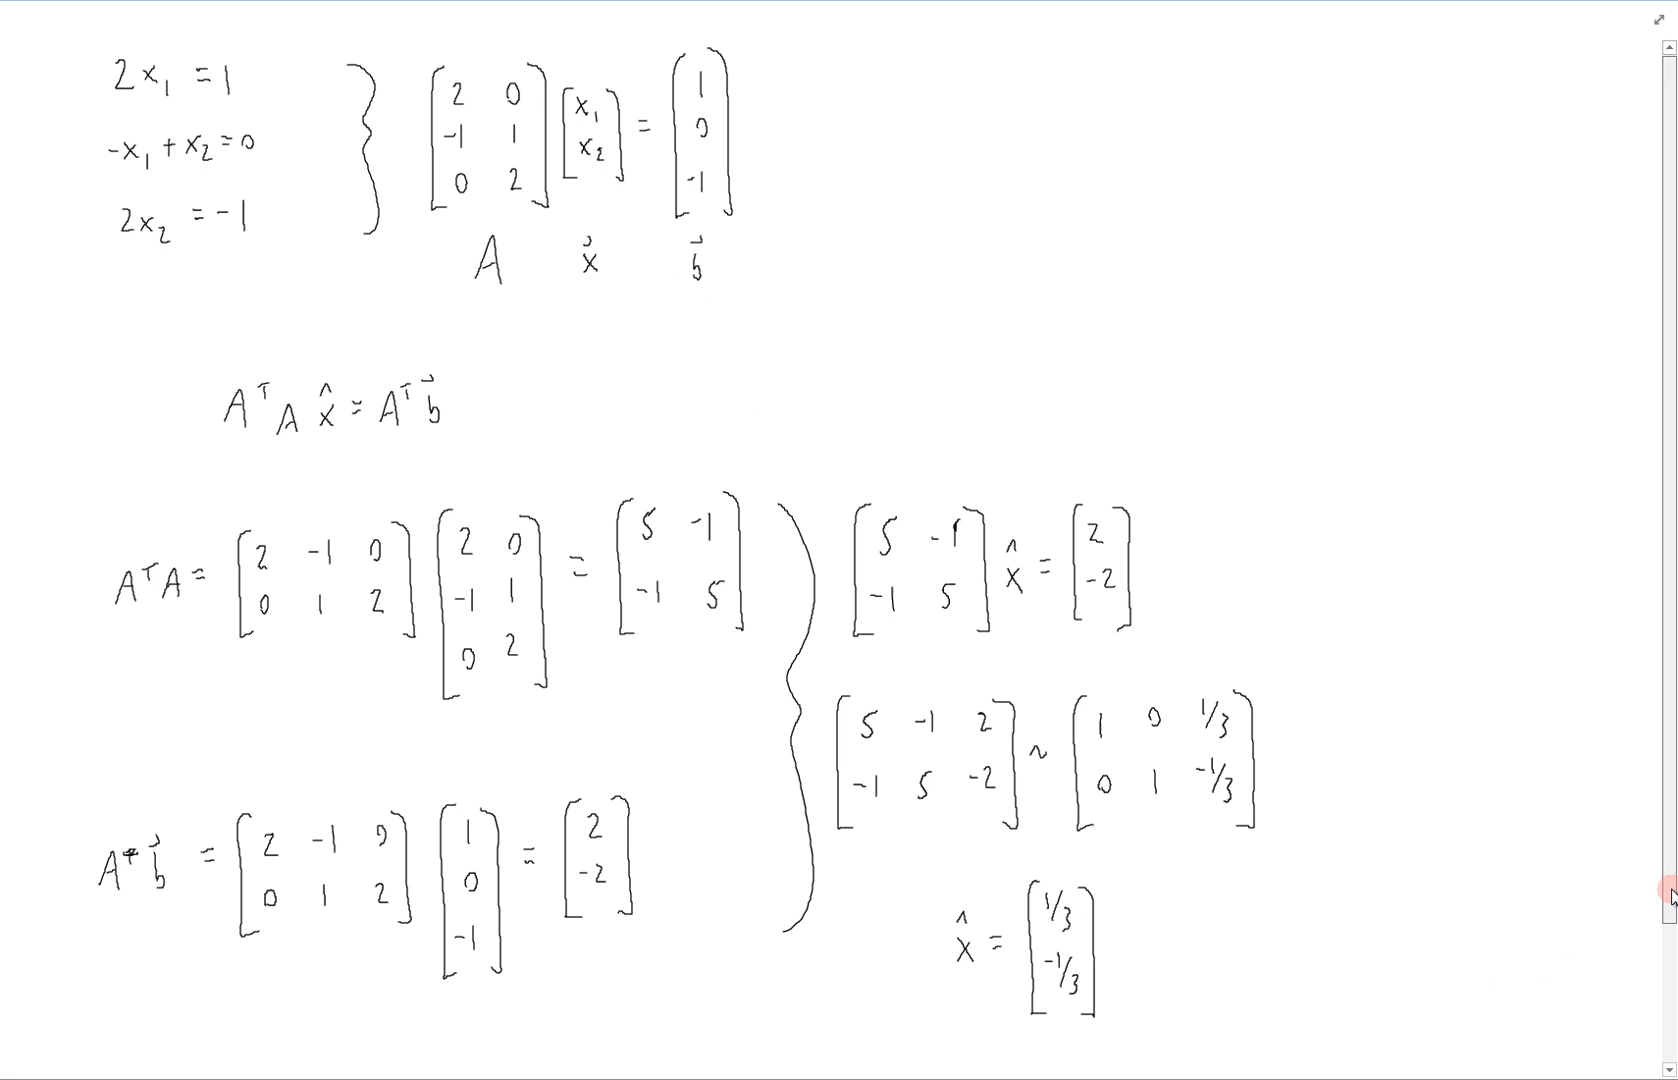 2x₁ = 1
-x₁ + x₂ = 0
2x₂ = -1
[2 0; -1 1; 0 2] [x₁; x₂] = [1; 0; -1]
A x⃗ b⃗
AᵀA x̂ = Aᵀb⃗
AᵀA = [2 -1 0; 0 1 2] [2 0; -1 1; 0 2] = [5 -1; -1 5]
Aᵀb⃗ = [2 -1 0; 0 1 2] [1; 0; -1] = [2; -2]
[5 -1; -1 5] x̂ = [2; -2]
[5 -1 2; -1 5 -2] ~ [1 0 1/3; 0 1 -1/3]
x̂ = [1/3; -1/3]